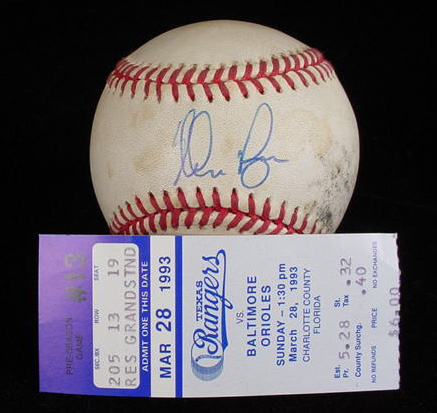 PRE-SEASON
GAME
W13
SEC./BX ROW SEAT
205 13 19
RES GRANDSTND
ADMIT ONE THIS DATE
MAR 28 1993
TEXAS
Rangers
VS.
BALTIMORE
ORIOLES
SUNDAY – 1:30 pm
March 28, 1993
CHARLOTTE COUNTY
FLORIDA
Est. Pr. 5.28 St. Tax .32
County Surchg. .40
NO REFUNDS PRICE NO EXCHANGES
$6.00